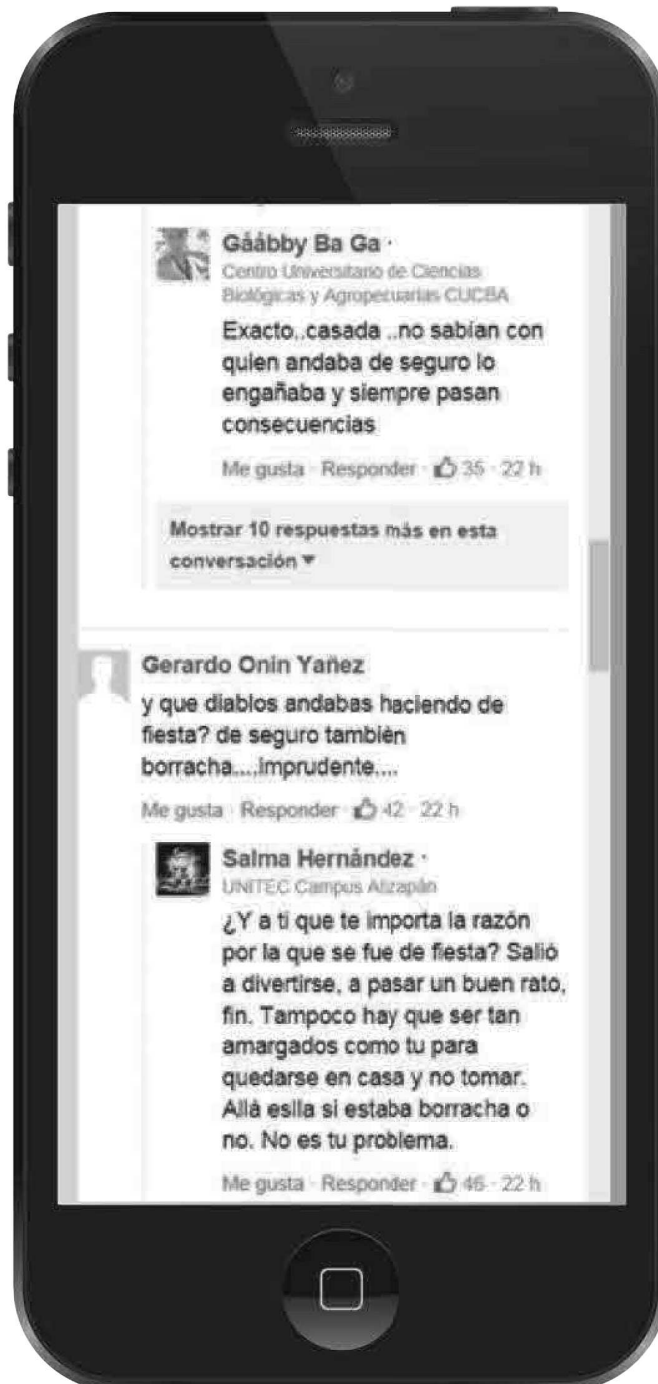 Gáábby Ba Ga ·
Centro Universitario de Ciencias
Biológicas y Agropecuarias CUCBA
Exacto..casada ..no sabían con
quien andaba de seguro lo
engañaba y siempre pasan
consecuencias
Me gusta · Responder · 35 · 22 h
Mostrar 10 respuestas más en esta
conversación
Gerardo Onin Yañez
y que diablos andabas haciendo de
fiesta? de seguro también
borracha....imprudente....
Me gusta · Responder · 42 · 22 h
Salma Hernández ·
UNITEC Campus Atizapán
¿Y a ti que te importa la razón
por la que se fue de fiesta? Salió
a divertirse, a pasar un buen rato,
fin. Tampoco hay que ser tan
amargados como tu para
quedarse en casa y no tomar.
Allá eslla si estaba borracha o
no. No es tu problema.
Me gusta · Responder · 46 · 22 h